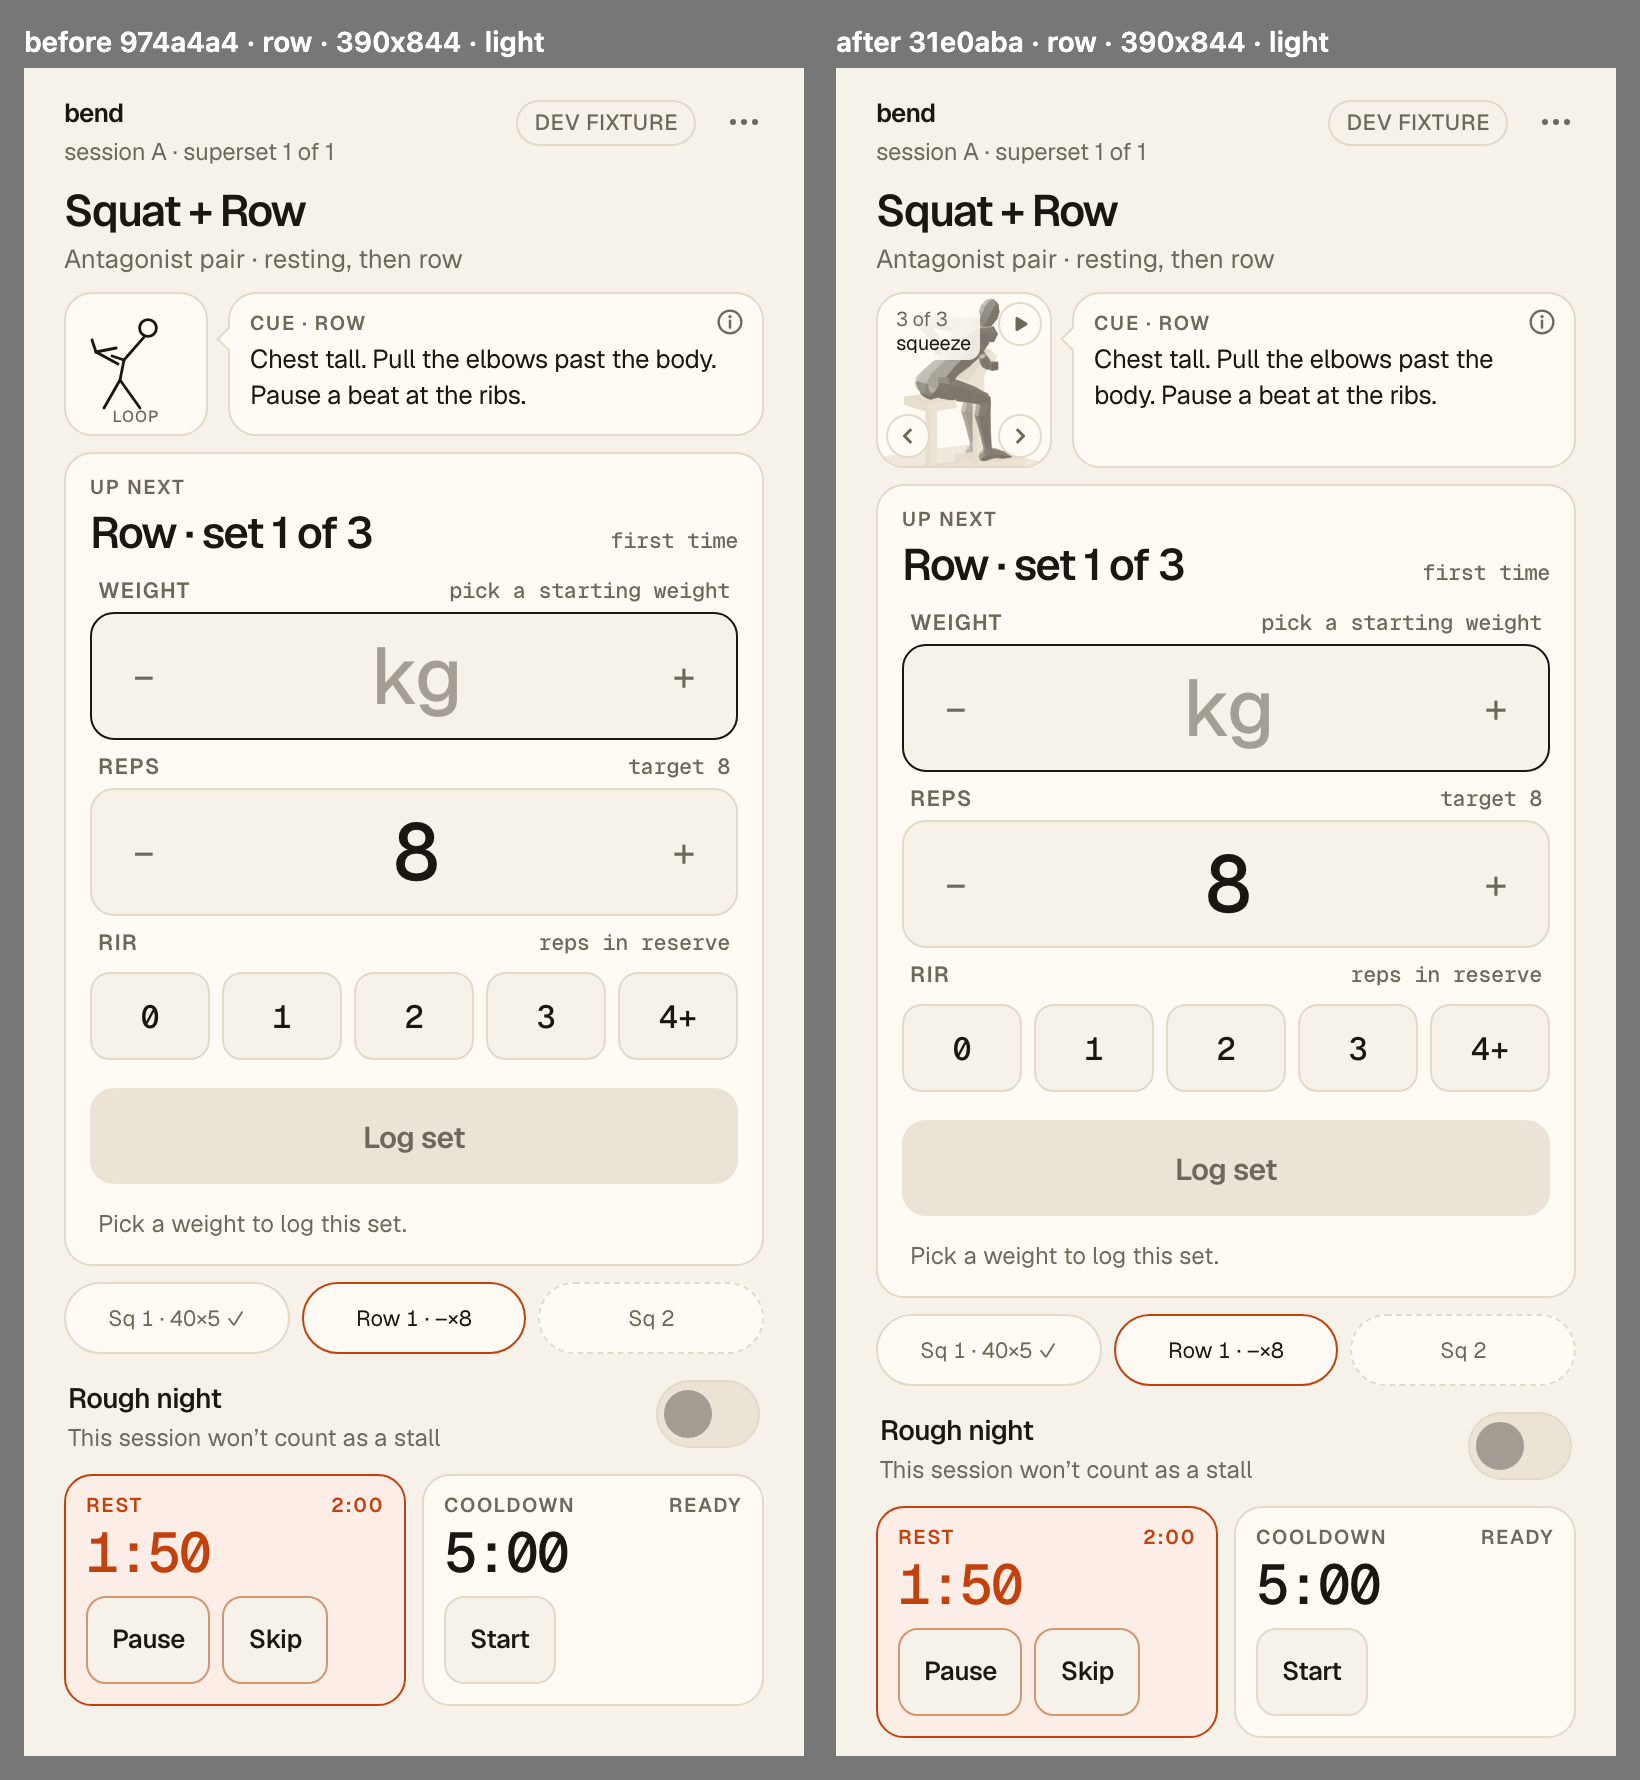 before 974a4a4 · row · 390x844 · light
bend
DEV FIXTURE
session A · superset 1 of 1
Squat + Row
Antagonist pair · resting, then row
LOOP
CUE · ROW
Chest tall. Pull the elbows past the body.
Pause a beat at the ribs.
UP NEXT
Row · set 1 of 3
first time
WEIGHT
pick a starting weight
− kg +
REPS
target 8
− 8 +
RIR
reps in reserve
0 1 2 3 4+
Log set
Pick a weight to log this set.
Sq 1 · 40×5 ✓
Row 1 · –×8
Sq 2
Rough night
This session won’t count as a stall
REST 2:00
1:50
Pause Skip
COOLDOWN READY
5:00
Start
after 31e0aba · row · 390x844 · light
bend
DEV FIXTURE
session A · superset 1 of 1
Squat + Row
Antagonist pair · resting, then row
3 of 3
squeeze
CUE · ROW
Chest tall. Pull the elbows past the
body. Pause a beat at the ribs.
UP NEXT
Row · set 1 of 3
first time
WEIGHT
pick a starting weight
− kg +
REPS
target 8
− 8 +
RIR
reps in reserve
0 1 2 3 4+
Log set
Pick a weight to log this set.
Sq 1 · 40×5 ✓
Row 1 · –×8
Sq 2
Rough night
This session won’t count as a stall
REST 2:00
1:50
Pause Skip
COOLDOWN READY
5:00
Start